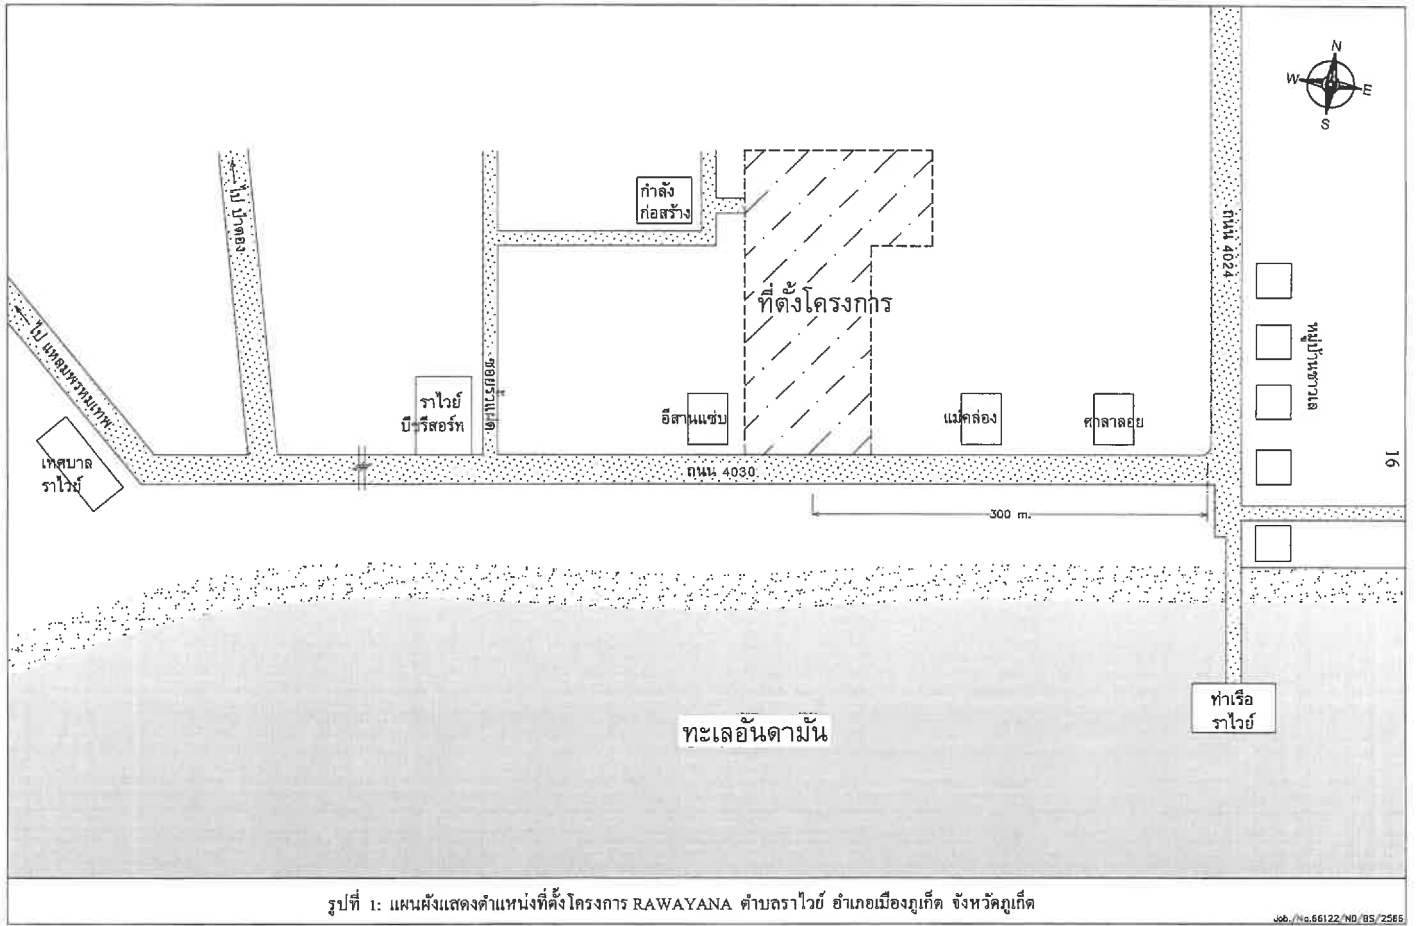 N
W E
S
ไป ป่าตอง
กำลัง
ก่อสร้าง
ถนน 4024
ที่ตั้งโครงการ
ไป แหลมพรหมเทพ
หมู่บ้านชาวเล
ราไวย์
บีชรีสอร์ท
อีสานแซ่บ
แม่คล่อง
ศาลาลอย
เทศบาล
ราไวย์
ถนน 4030
16
300 m.
ท่าเรือ
ราไวย์
ทะเลอันดามัน
รูปที่ 1: แผนผังแสดงตำแหน่งที่ตั้งโครงการ RAWAYANA ตำบลราไวย์ อำเภอเมืองภูเก็ต จังหวัดภูเก็ต
Job./No.66122/ND/BS/2566